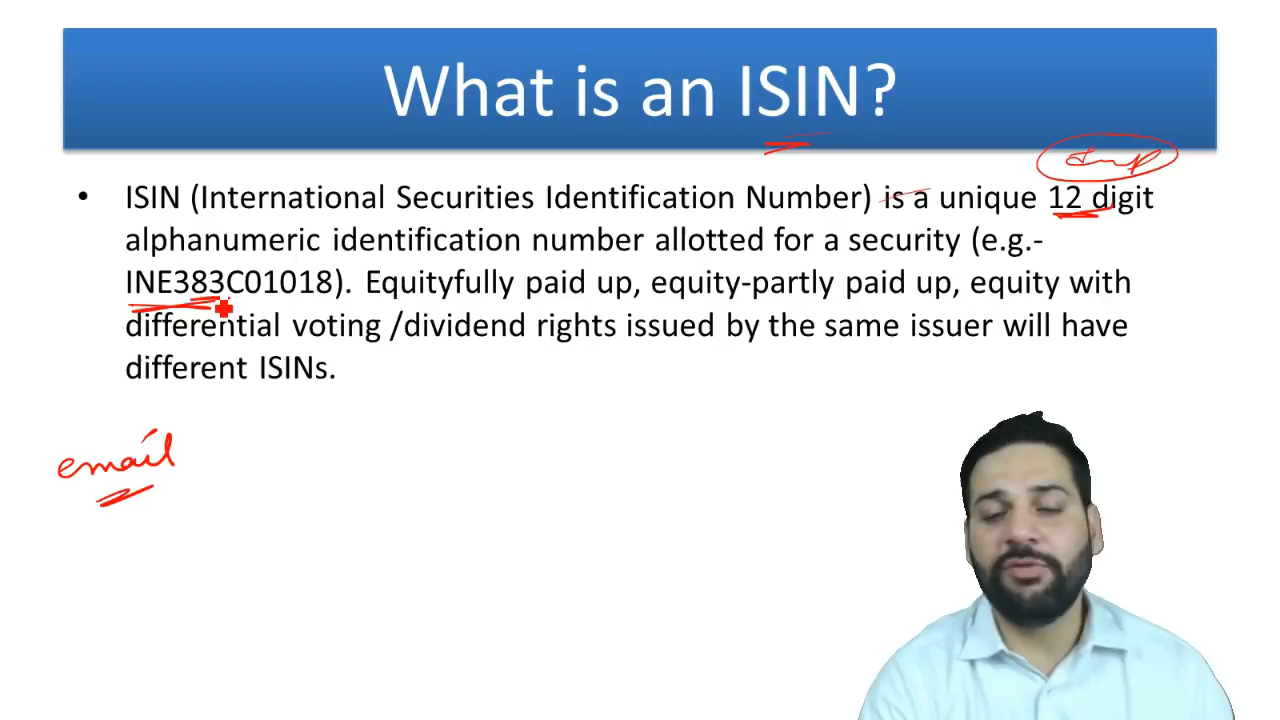 What is an ISIN?
Imp
• ISIN (International Securities Identification Number) is a unique 12 digit
alphanumeric identification number allotted for a security (e.g.-
INE383C01018). Equityfully paid up, equity-partly paid up, equity with
differential voting /dividend rights issued by the same issuer will have
different ISINs.
email